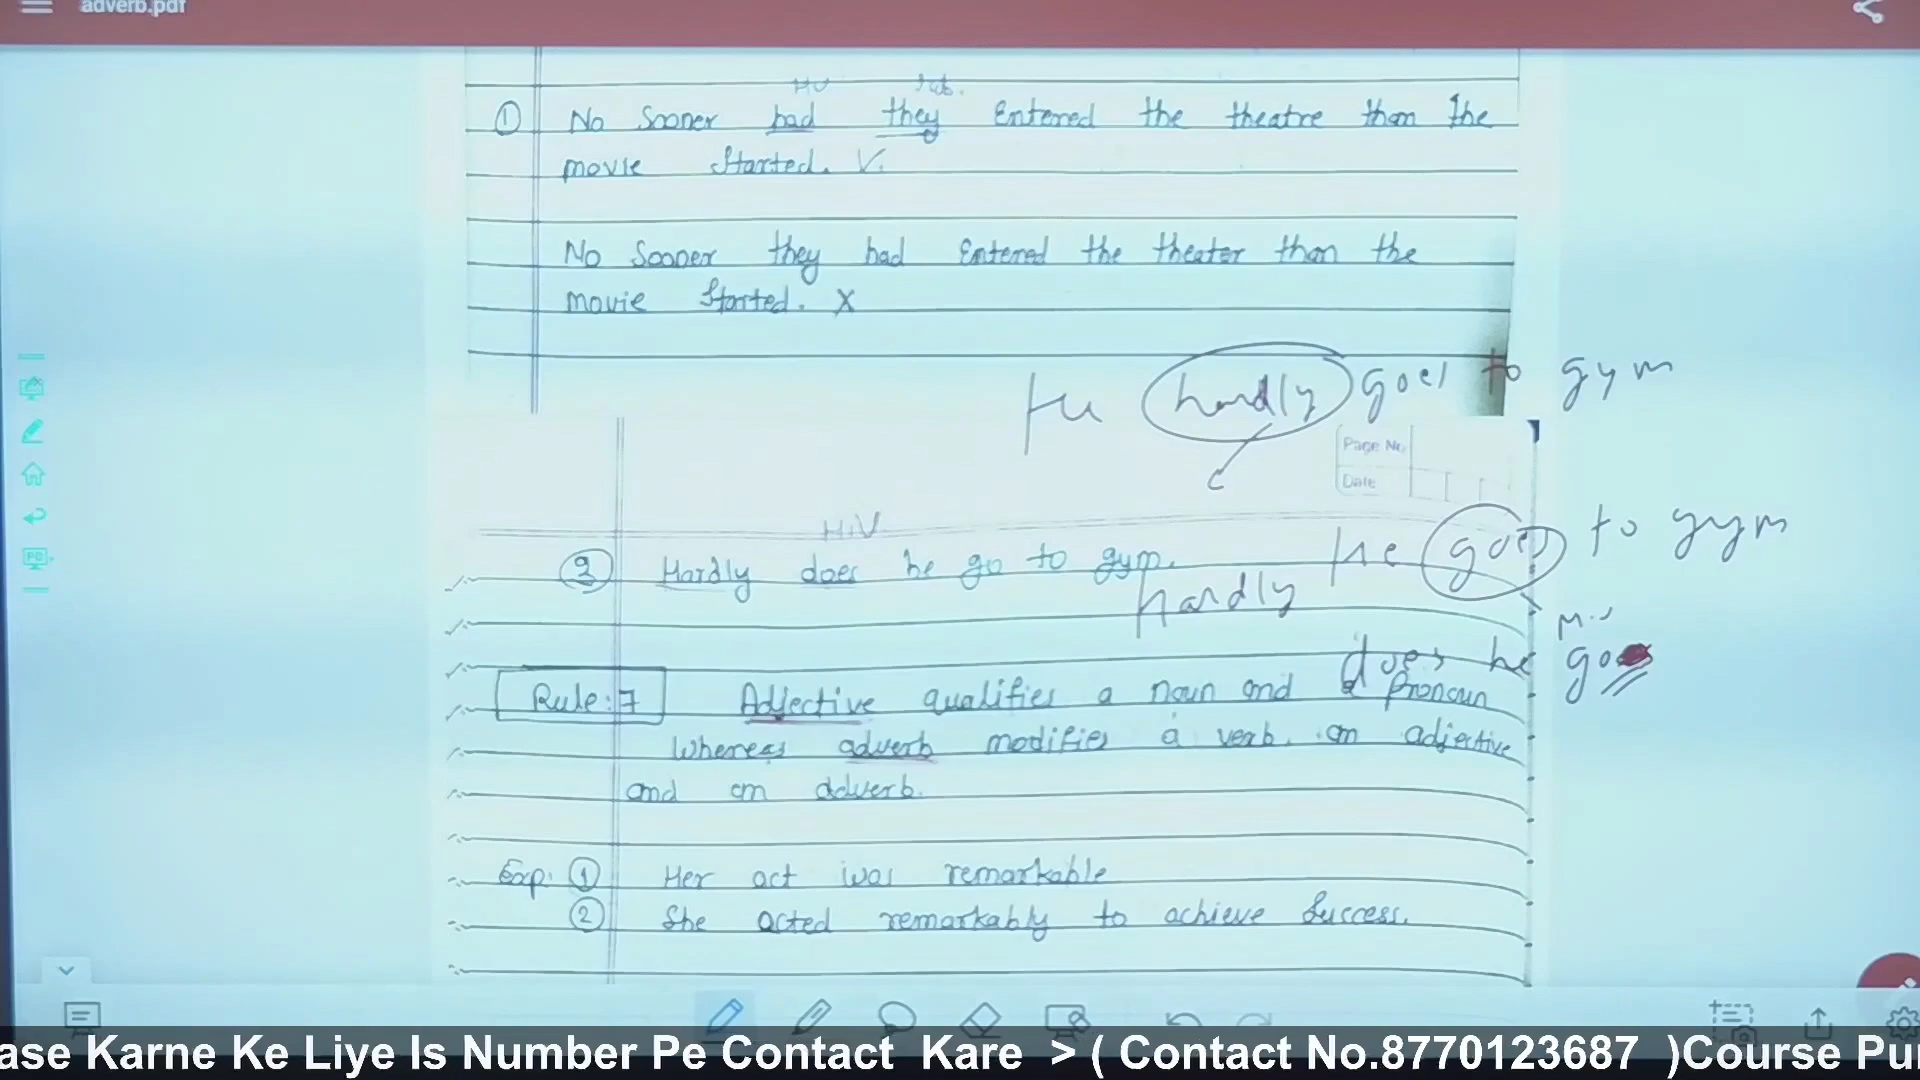 adverb.pdf
HV Sub.
① No Sooner had they Entered the theatre than the
movie Started. ✓.
No Sooner they had Entered the theater than the
movie Started. X
He hardly goes to gym
Page No.
Date
H.V
② Hardly does he go to gym.
hardly he goes to gym
M.V
does he go
Rule: 7 Adjective qualifies a noun and a Pronoun
whereas adverb modifies a verb, an adjective
and an adverb.
Exp: ① Her act was remarkable
② She acted remarkably to achieve Success.
ase Karne Ke Liye Is Number Pe Contact Kare > ( Contact No.8770123687 )Course Pu